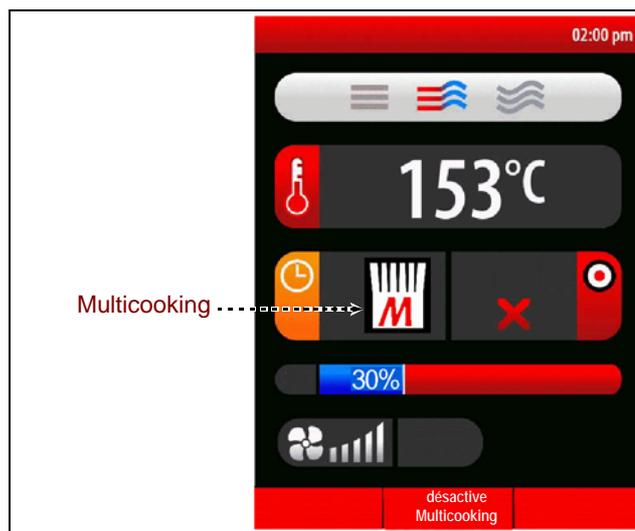 02:00 pm
153°C
Multicooking
M
30%
désactive
Multicooking